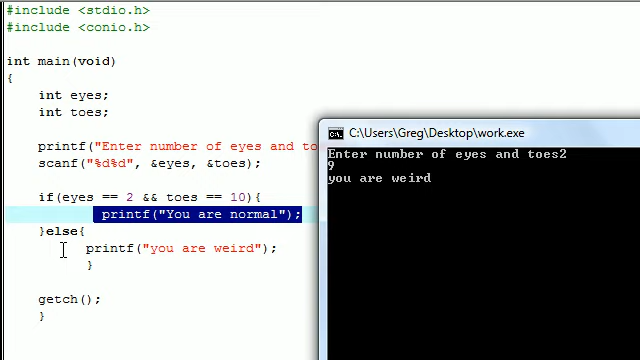 #include <stdio.h>
#include <conio.h>
int main(void)
{
int eyes;
int toes;
printf("Enter number of eyes and to
scanf("%d%d", &eyes, &toes);
if(eyes == 2 && toes == 10){
printf("You are normal");
}else{
printf("you are weird");
}
getch();
}
C:\Users\Greg\Desktop\work.exe
Enter number of eyes and toes2
9
you are weird